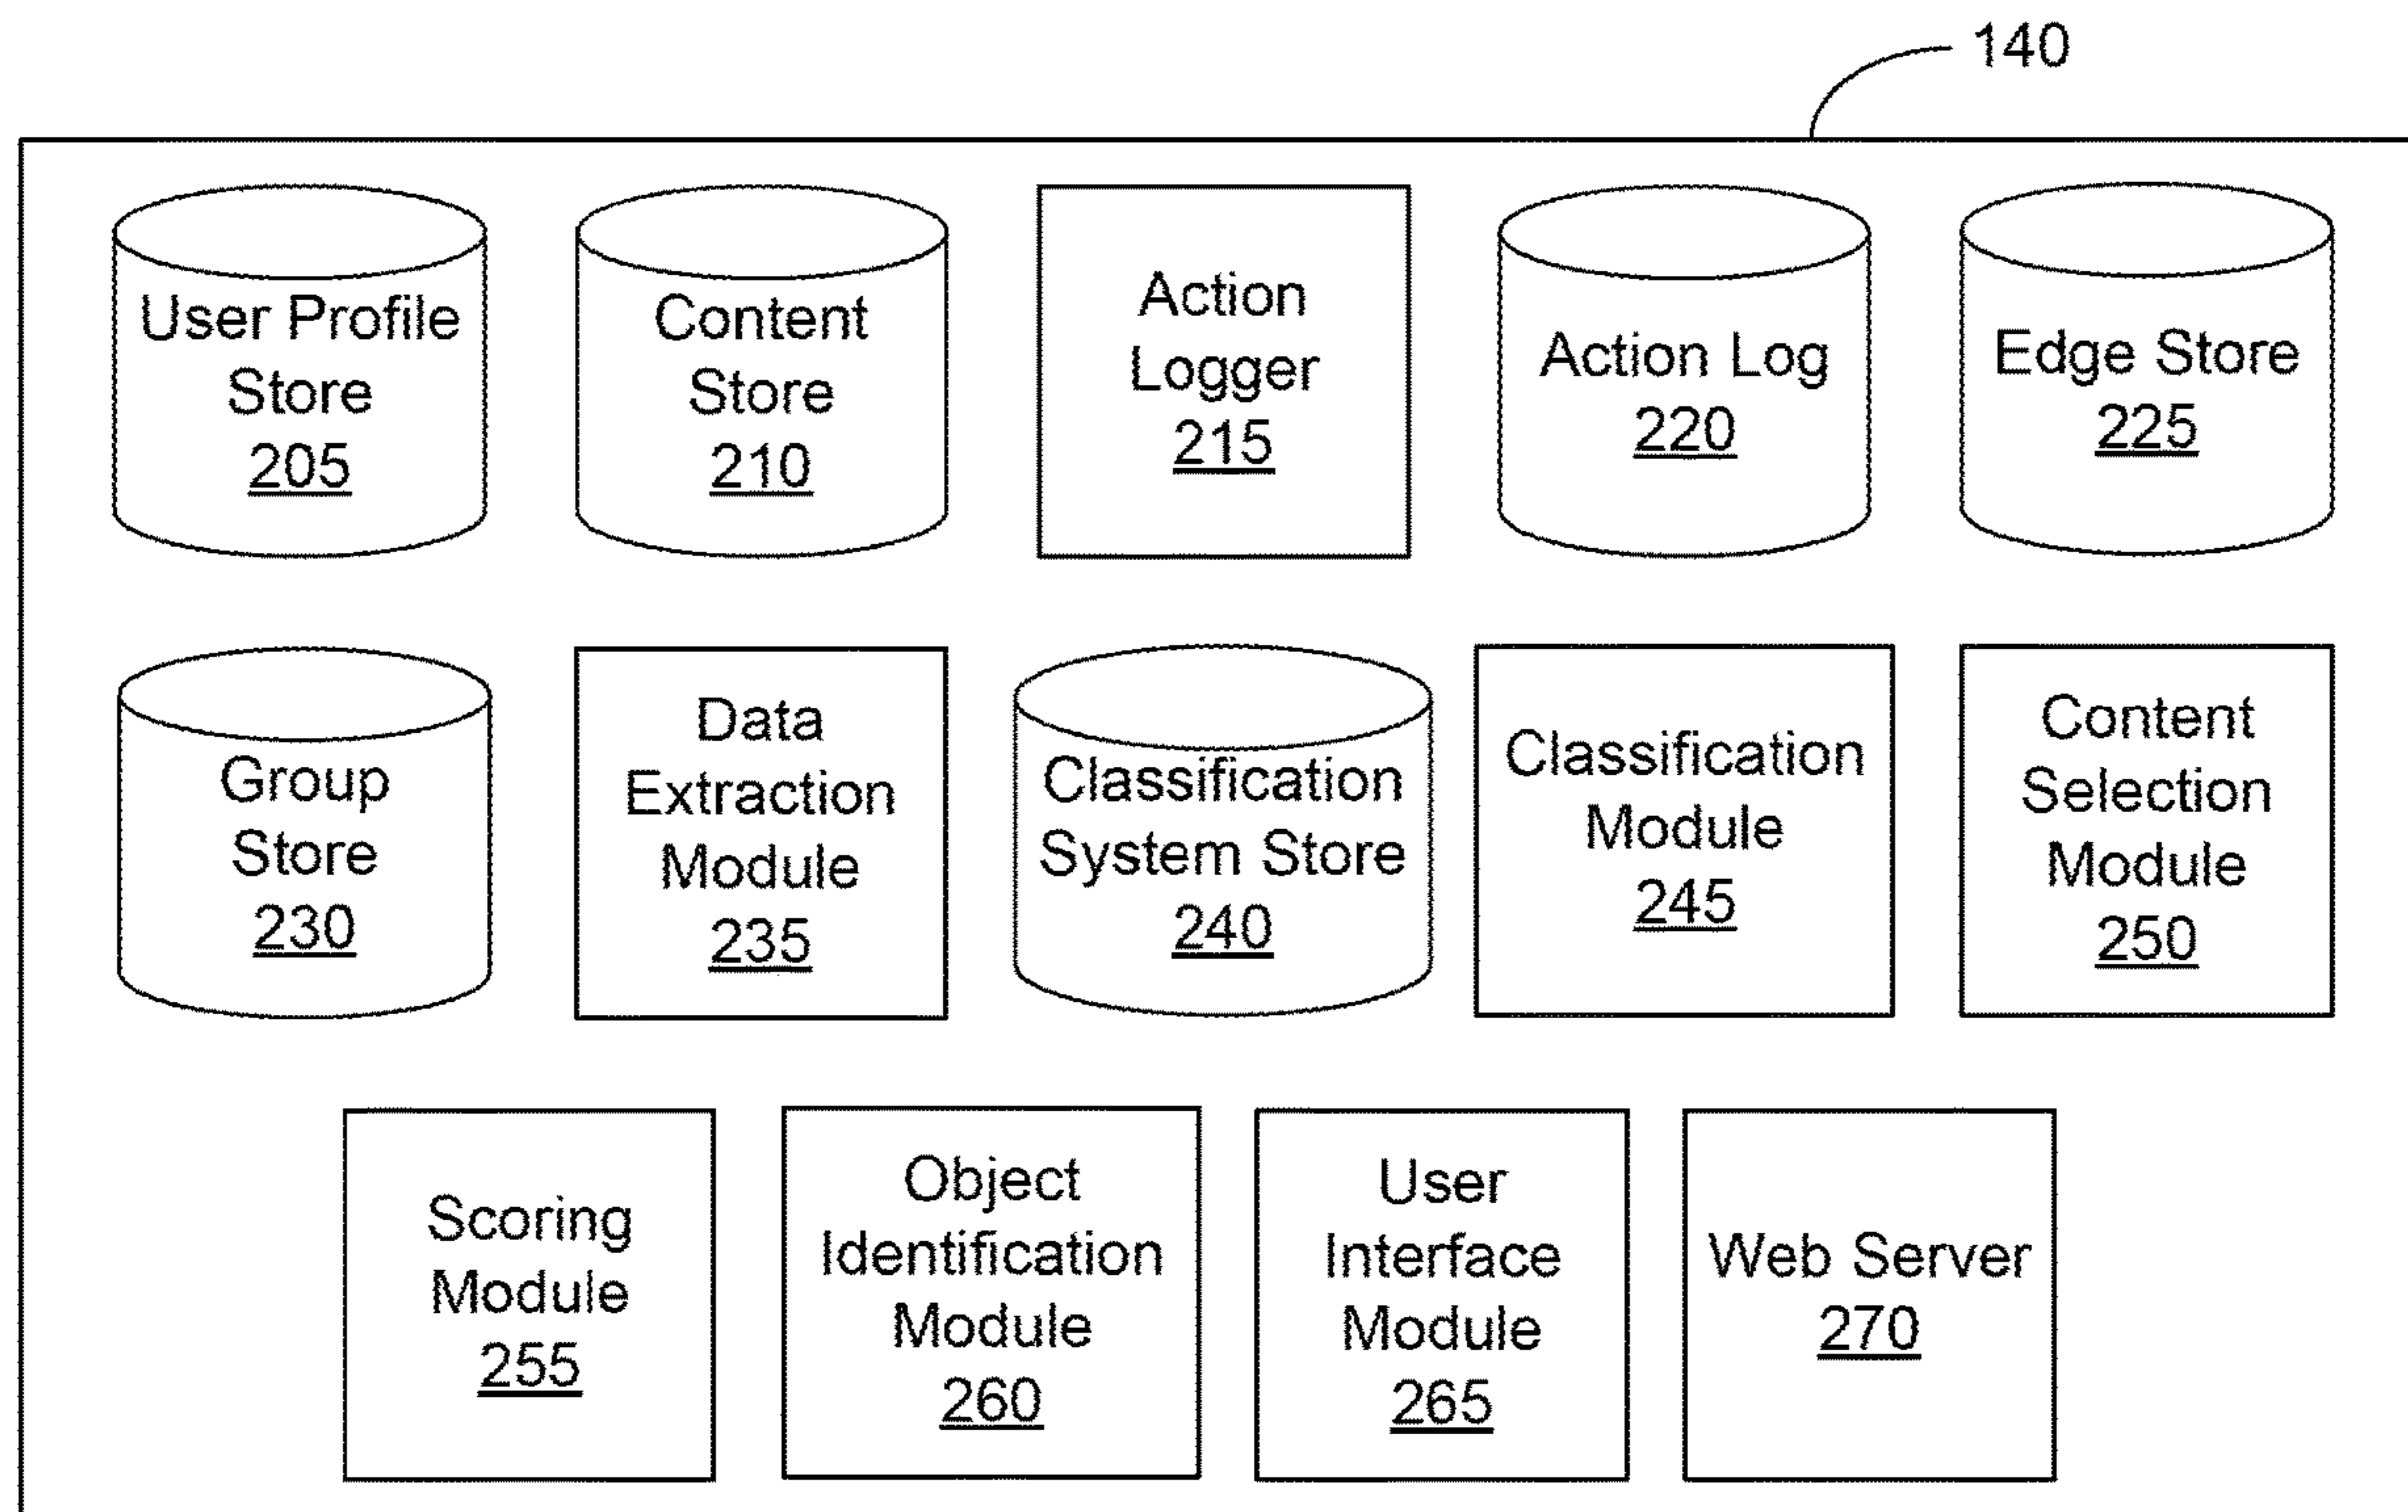 140
User Profile
Store
205
Content
Store
210
Action
Logger
215
Action Log
220
Edge Store
225
Group
Store
230
Data
Extraction
Module
235
Classification
System Store
240
Classification
Module
245
Content
Selection
Module
250
Scoring
Module
255
Object
Identification
Module
260
User
Interface
Module
265
Web Server
270